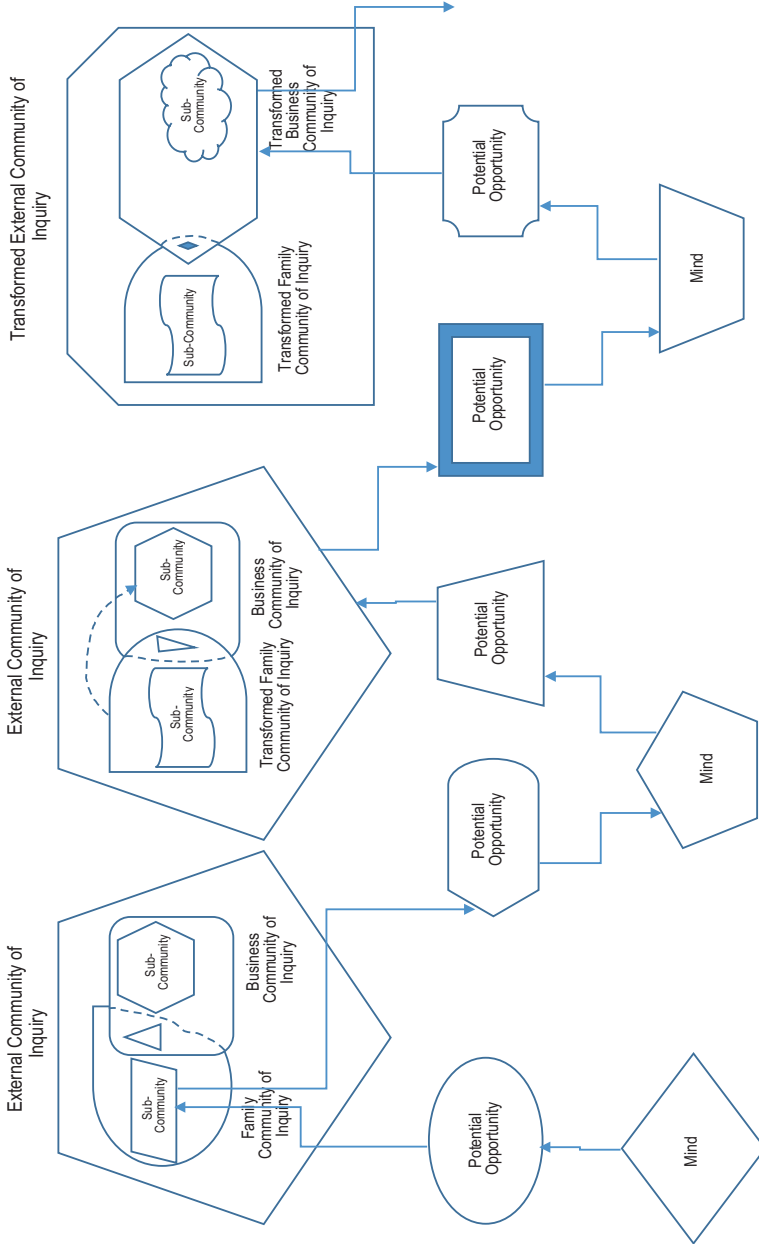 External Community of
Inquiry
Sub-
Community
Business
Community of
Inquiry
Sub-
Community
Family
Community of
Inquiry
Potential
Opportunity
Mind
Potential
Opportunity
Mind
External Community of
Inquiry
Sub-
Community
Business
Community of
Inquiry
Sub-
Community
Transformed Family
Community of Inquiry
Potential
Opportunity
Potential
Opportunity
Mind
Transformed External Community of
Inquiry
Sub-
Community
Transformed
Business
Community of
Inquiry
Sub-Community
Transformed Family
Community of Inquiry
Potential
Opportunity